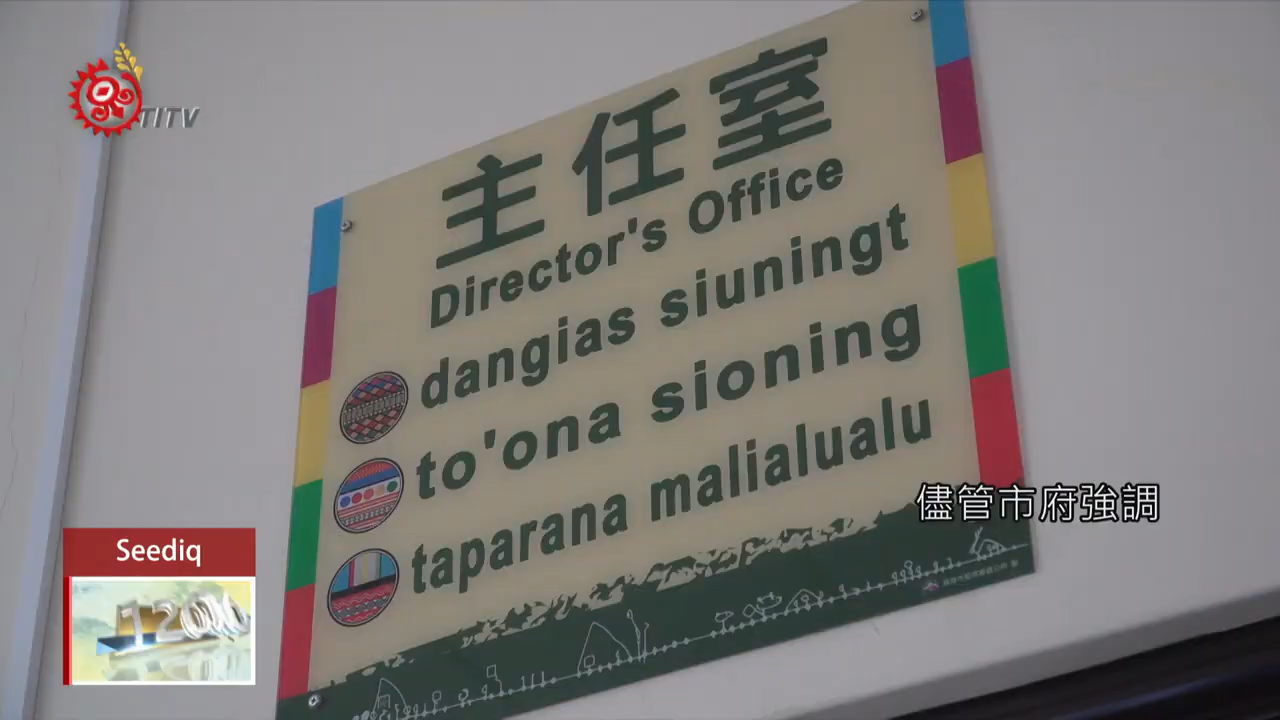 TITV
主任室
Director's Office
dangias siuningt
to'ona sioning
taparana malialualu
儘管市府強調
Seediq
1200